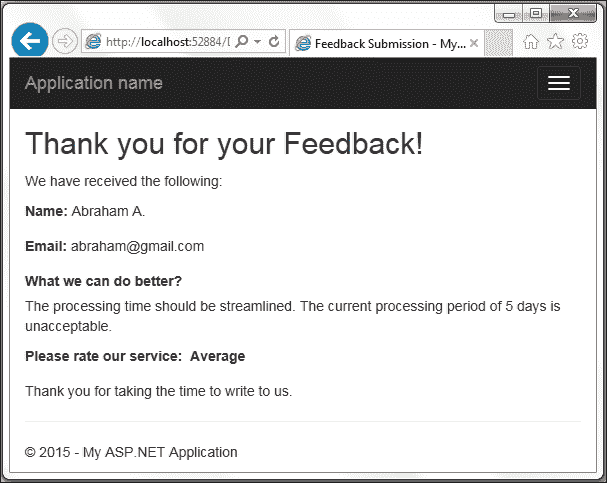 http://localhost:52884/D
Feedback Submission - My...
Application name
Thank you for your Feedback!
We have received the following:
Name: Abraham A.
Email: abraham@gmail.com
What we can do better?
The processing time should be streamlined. The current processing period of 5 days is
unacceptable.
Please rate our service: Average
Thank you for taking the time to write to us.
© 2015 - My ASP.NET Application